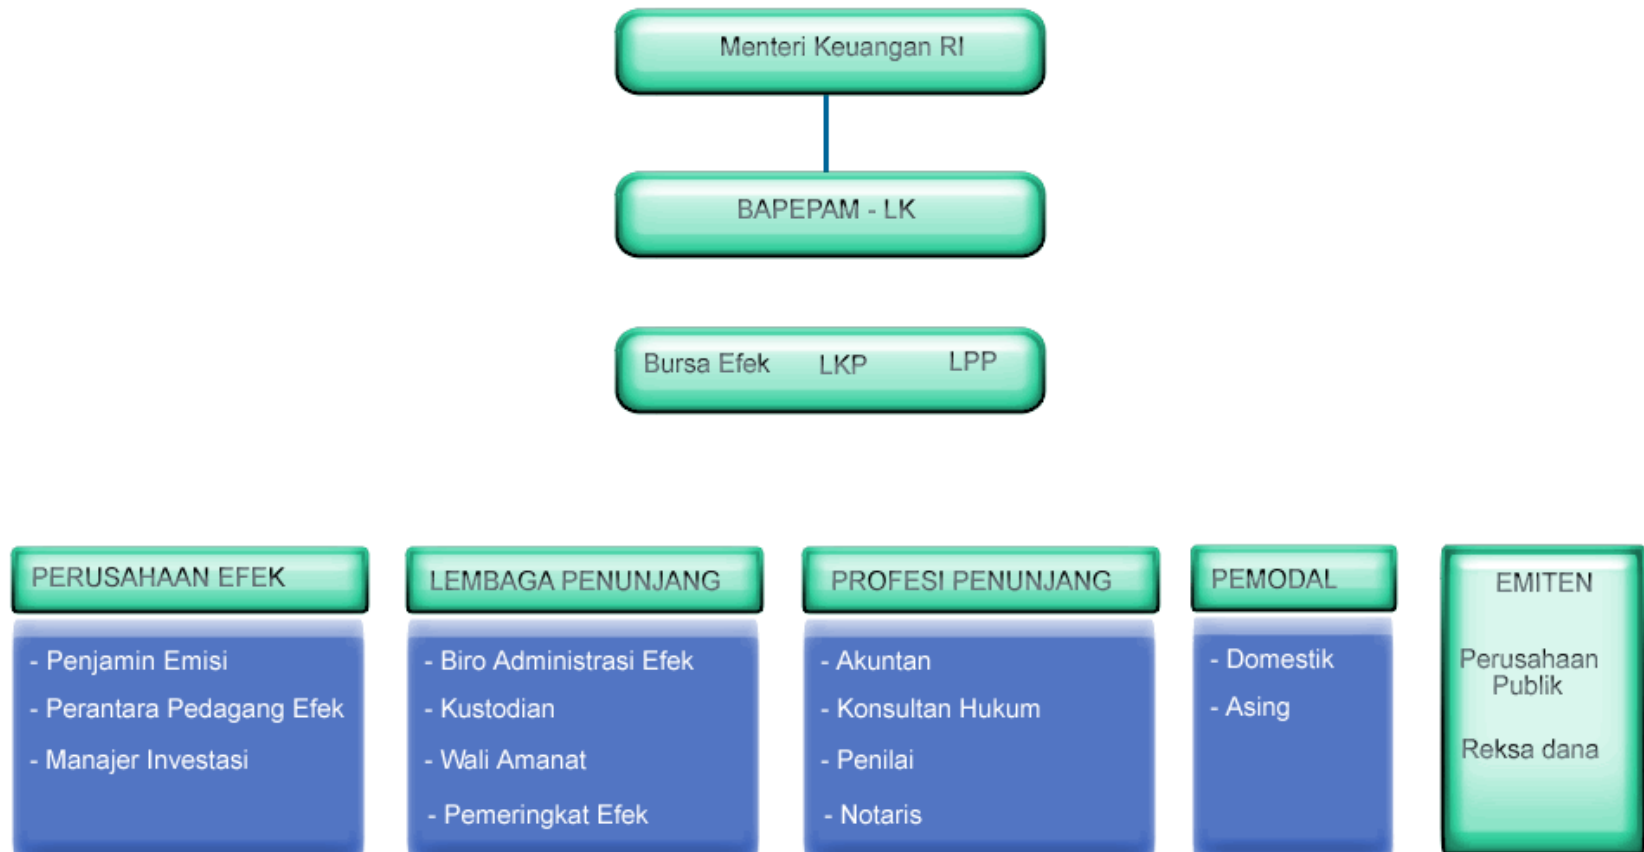 Menteri Keuangan RI
BAPEPAM - LK
Bursa Efek LKP LPP
PERUSAHAAN EFEK
- Penjamin Emisi
- Perantara Pedagang Efek
- Manajer Investasi
LEMBAGA PENUNJANG
- Biro Administrasi Efek
- Kustodian
- Wali Amanat
- Pemeringkat Efek
PROFESI PENUNJANG
- Akuntan
- Konsultan Hukum
- Penilai
- Notaris
PEMODAL
- Domestik
- Asing
EMITEN
Perusahaan
Publik
Reksa dana